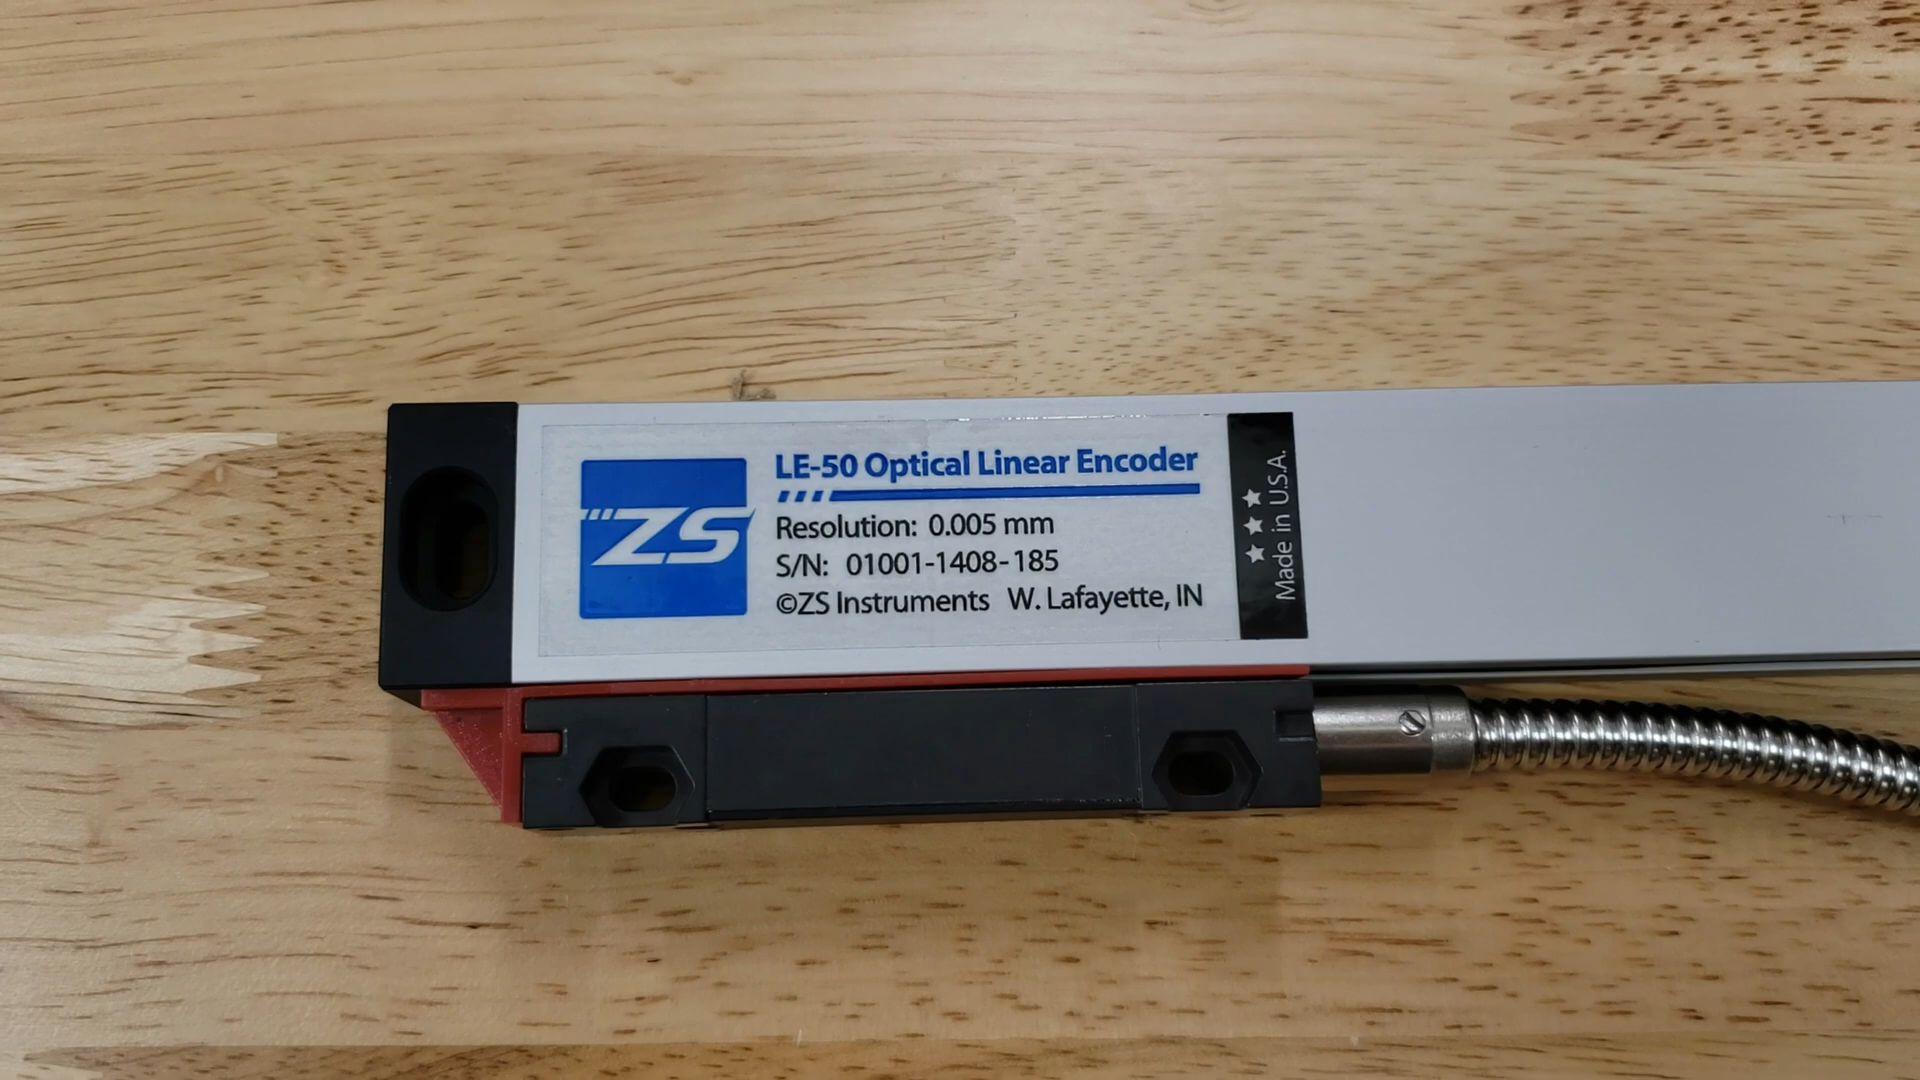 ZS
LE-50 Optical Linear Encoder
Resolution: 0.005 mm
S/N: 01001-1408-185
©ZS Instruments W. Lafayette, IN
Made in U.S.A.